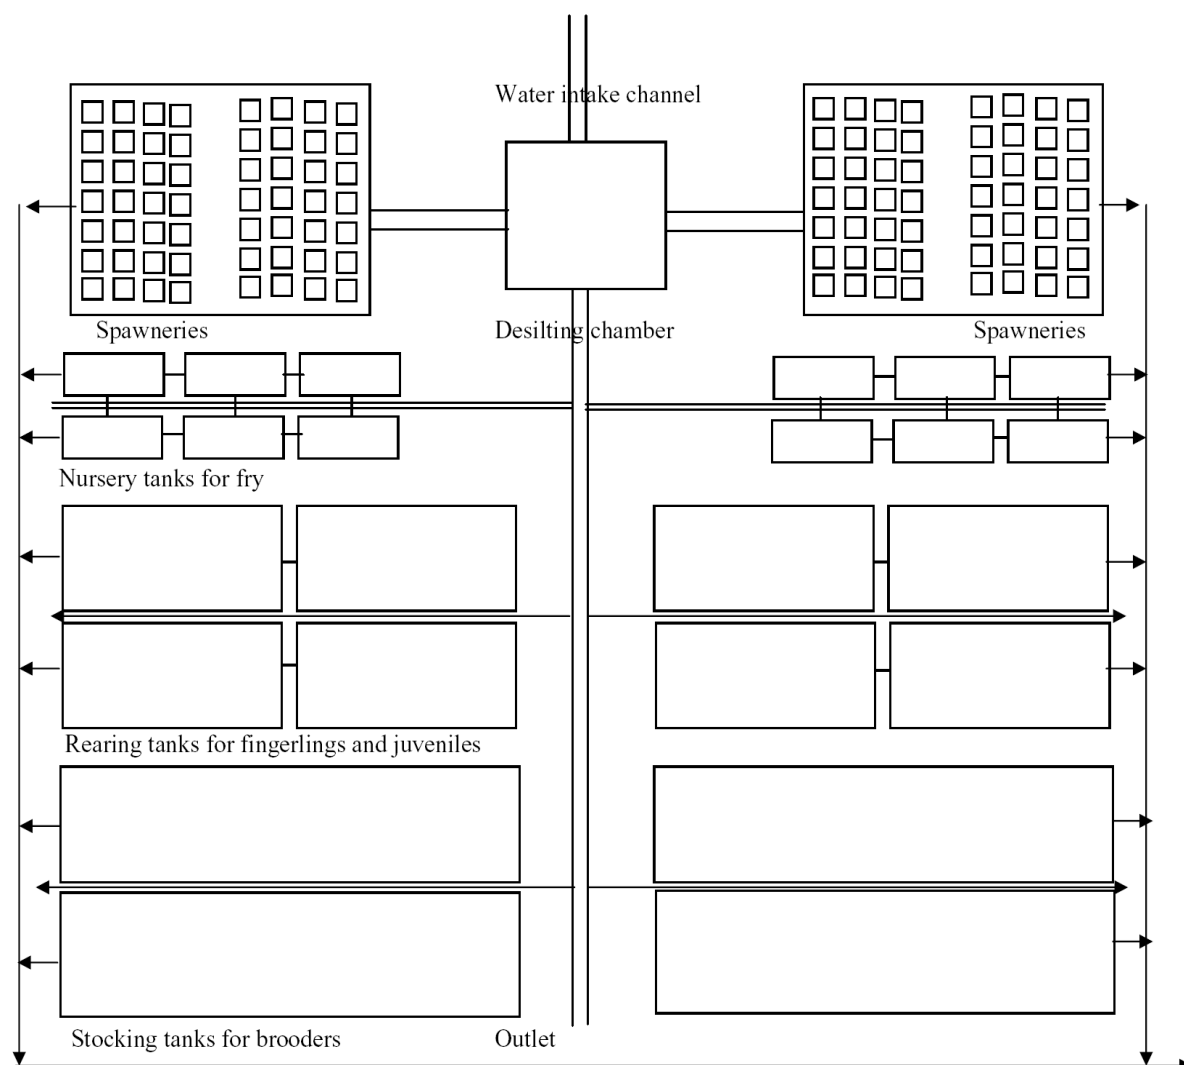 Water intake channel
Spawneries
Desilting chamber
Spawneries
Nursery tanks for fry
Rearing tanks for fingerlings and juveniles
Stocking tanks for brooders
Outlet